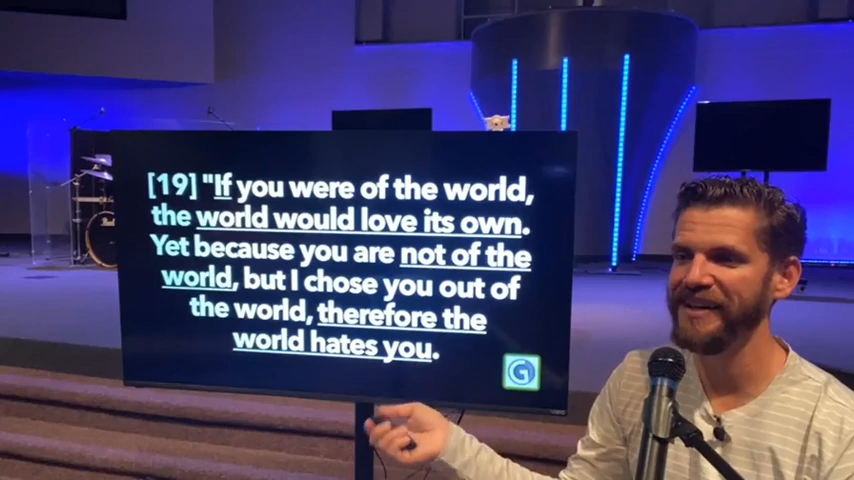 [19] "If you were of the world,
the world would love its own.
Yet because you are not of the
world, but I chose you out of
the world, therefore the
world hates you.
G